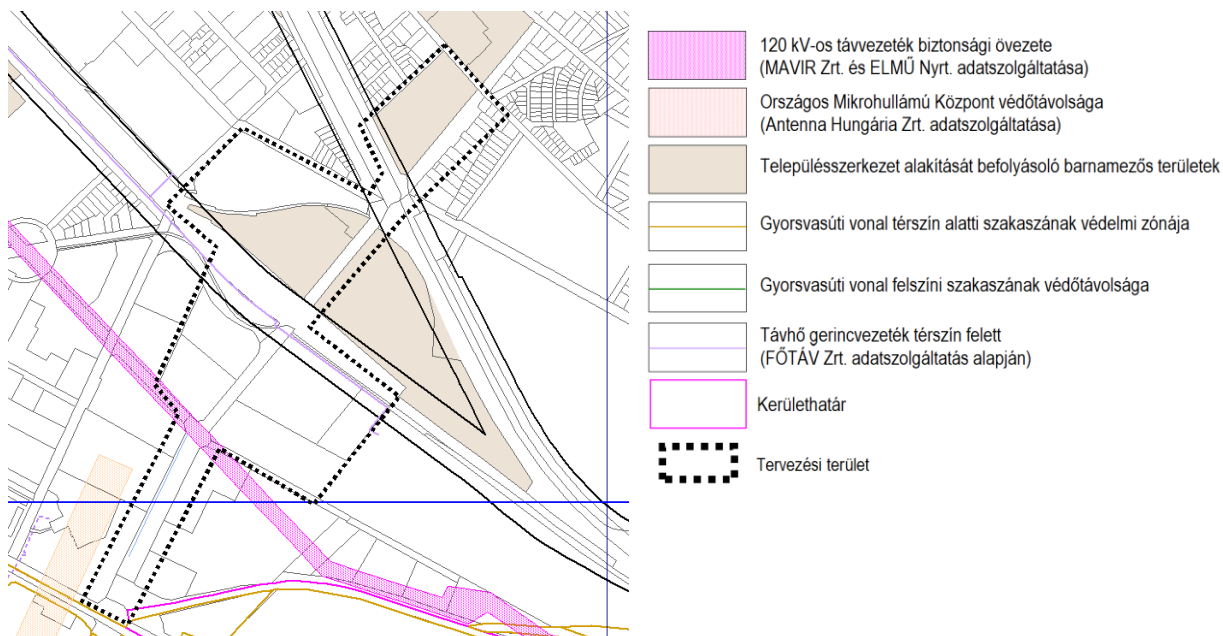 120 kV-os távvezeték biztonsági övezete
(MAVIR Zrt. és ELMŰ Nyrt. adatszolgáltatása)
Országos Mikrohullámú Központ védőtávolsága
(Antenna Hungária Zrt. adatszolgáltatása)
Településszerkezet alakítását befolyásoló barnamezős területek
Gyorsvasúti vonal térszín alatti szakaszának védelmi zónája
Gyorsvasúti vonal felszíni szakaszának védőtávolsága
Távhő gerincvezeték térszín felett
(FŐTÁV Zrt. adatszolgáltatás alapján)
Kerülethatár
Tervezési terület